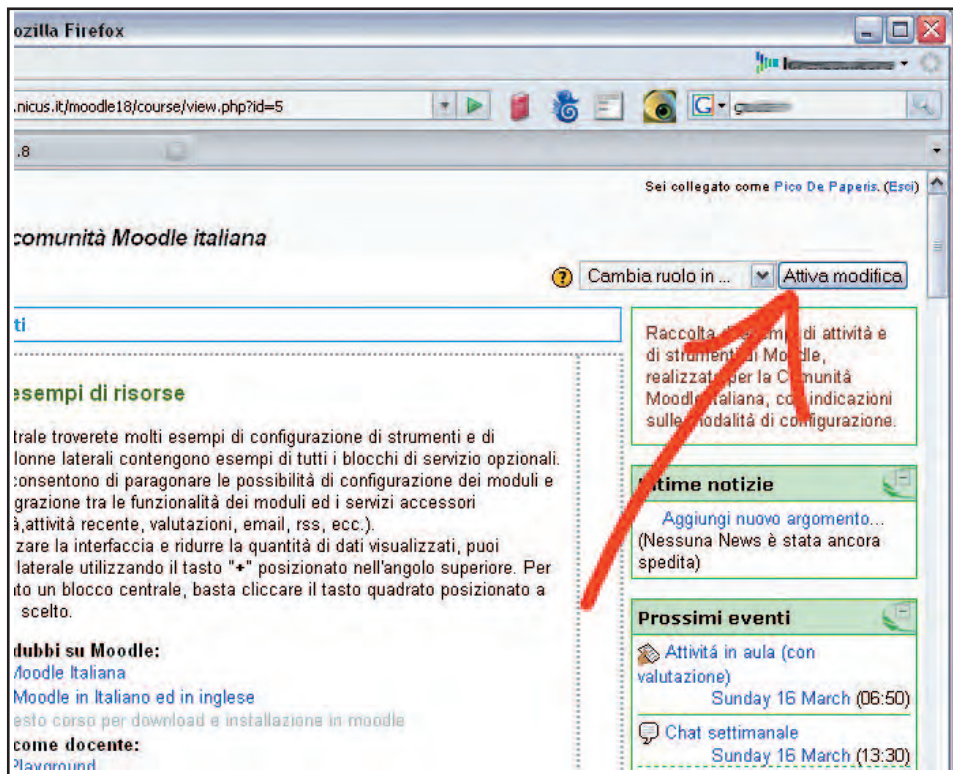 ozilla Firefox
.nicus.it/moodle18/course/view.php?id=5
G
.8
Sei collegato come Pico De Paperis. (Esci)
comunità Moodle italiana
? Cambia ruolo in ... Attiva modifica
ti
Raccolta di esempi di attività e
di strumenti di Moodle,
realizzata per la Comunità
Moodle italiana, con indicazioni
sulle modalità di configurazione.
esempi di risorse
trale troverete molti esempi di configurazione di strumenti e di
lonne laterali contengono esempi di tutti i blocchi di servizio opzionali.
consentono di paragonare le possibilità di configurazione dei moduli e
grazione tra le funzionalità dei moduli ed i servizi accessori
à,attività recente, valutazioni, email, rss, ecc.).
zare la interfaccia e ridurre la quantità di dati visualizzati, puoi
laterale utilizzando il tasto "+" posizionato nell'angolo superiore. Per
to un blocco centrale, basta cliccare il tasto quadrato posizionato a
scelto.
dubbi su Moodle:
Moodle Italiana
Moodle in Italiano ed in inglese
esto corso per download e installazione in moodle
come docente:
Playground
Ultime notizie
Aggiungi nuovo argomento...
(Nessuna News è stata ancora
spedita)
Prossimi eventi
Attivitá in aula (con
valutazione)
Sunday 16 March (06:50)
Chat settimanale
Sunday 16 March (13:30)